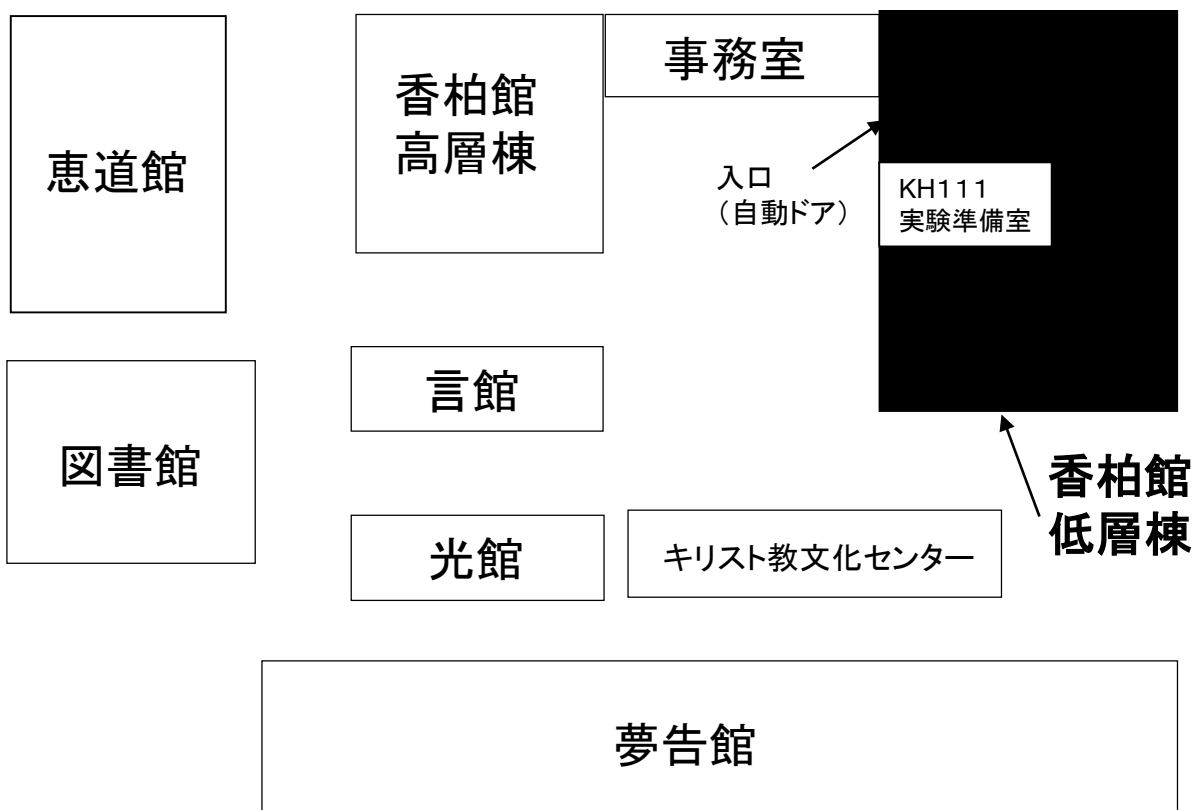 事務室
香柏館
高層棟
恵道館
入口
（自動ドア）
KH１１１
実験準備室
言館
図書館
香柏館
低層棟
光館
キリスト教文化センター
夢告館